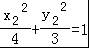 x₂²/4 + y₂²/3 = 1